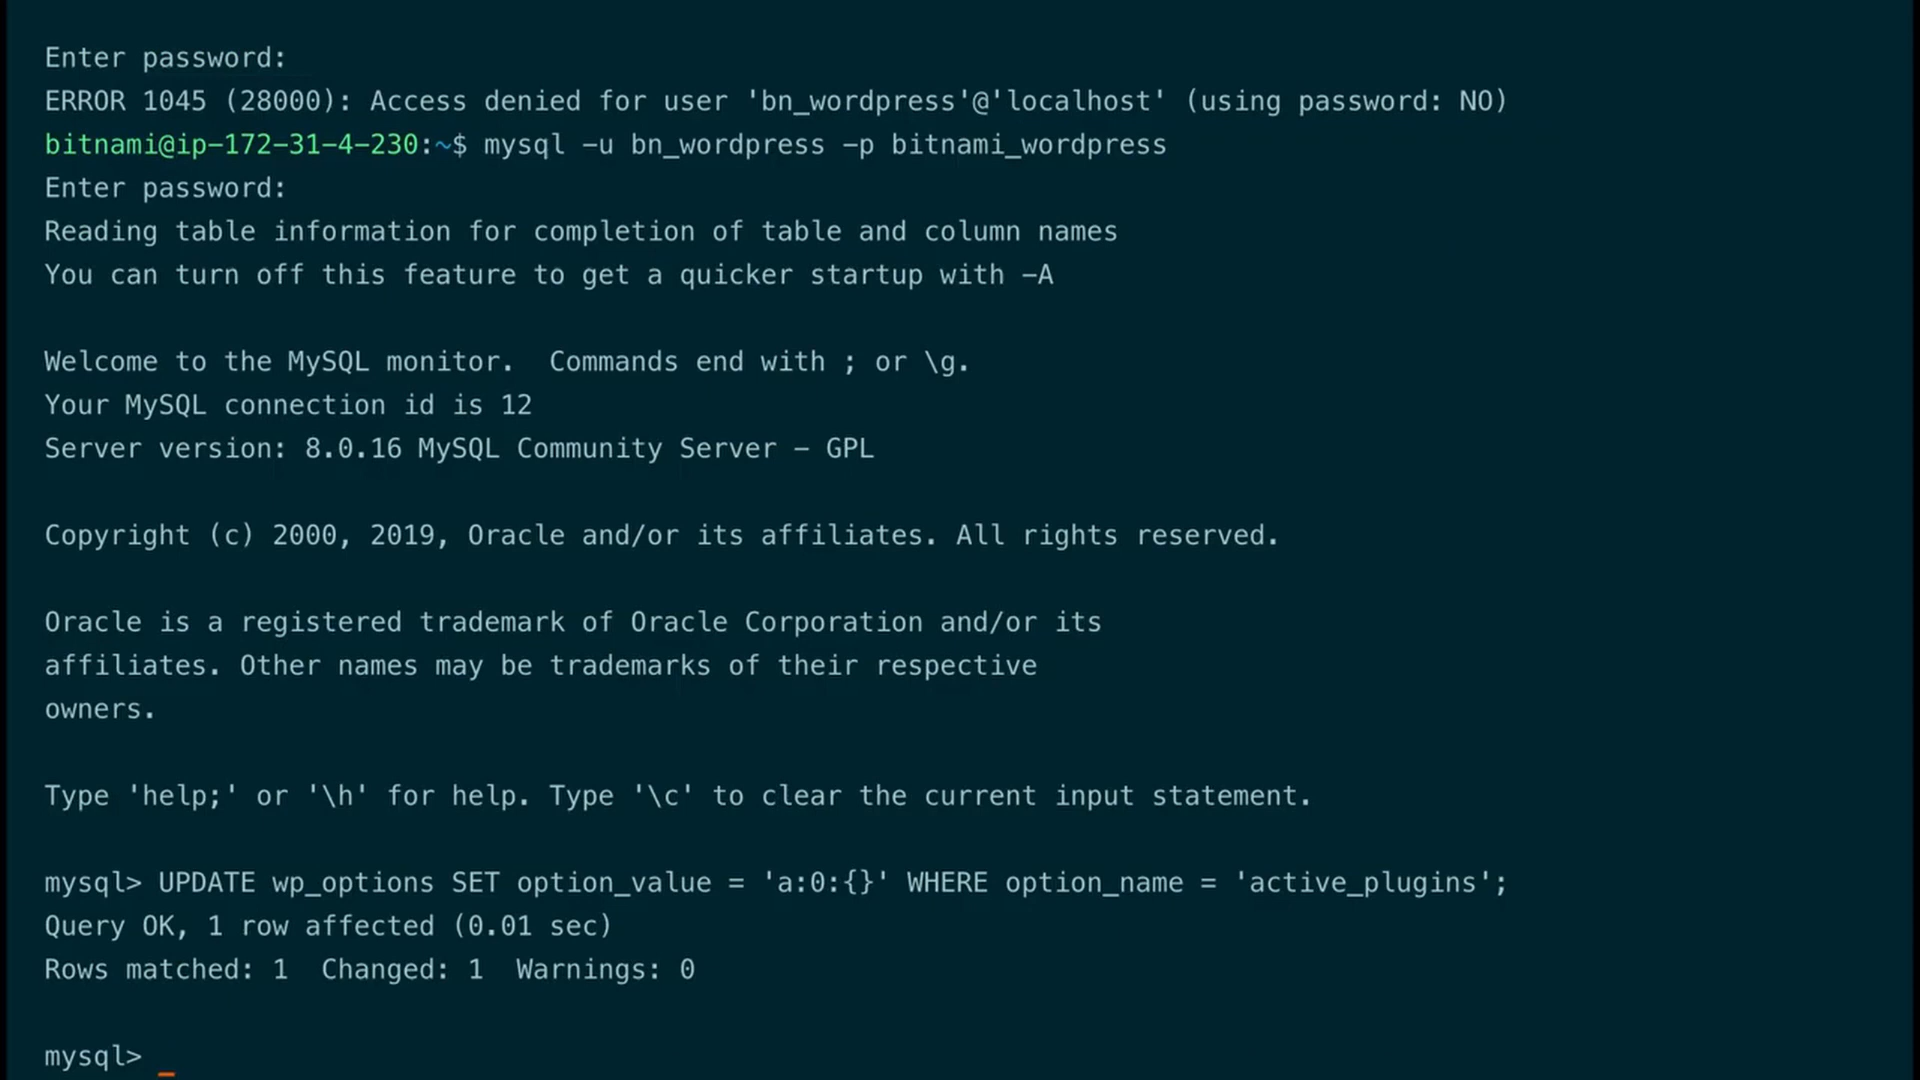 Enter password:
ERROR 1045 (28000): Access denied for user 'bn_wordpress'@'localhost' (using password: NO)
bitnami@ip-172-31-4-230:~$ mysql -u bn_wordpress -p bitnami_wordpress
Enter password:
Reading table information for completion of table and column names
You can turn off this feature to get a quicker startup with -A
Welcome to the MySQL monitor.  Commands end with ; or \g.
Your MySQL connection id is 12
Server version: 8.0.16 MySQL Community Server - GPL
Copyright (c) 2000, 2019, Oracle and/or its affiliates. All rights reserved.
Oracle is a registered trademark of Oracle Corporation and/or its
affiliates. Other names may be trademarks of their respective
owners.
Type 'help;' or '\h' for help. Type '\c' to clear the current input statement.
mysql> UPDATE wp_options SET option_value = 'a:0:{}' WHERE option_name = 'active_plugins';
Query OK, 1 row affected (0.01 sec)
Rows matched: 1  Changed: 1  Warnings: 0
mysql> _